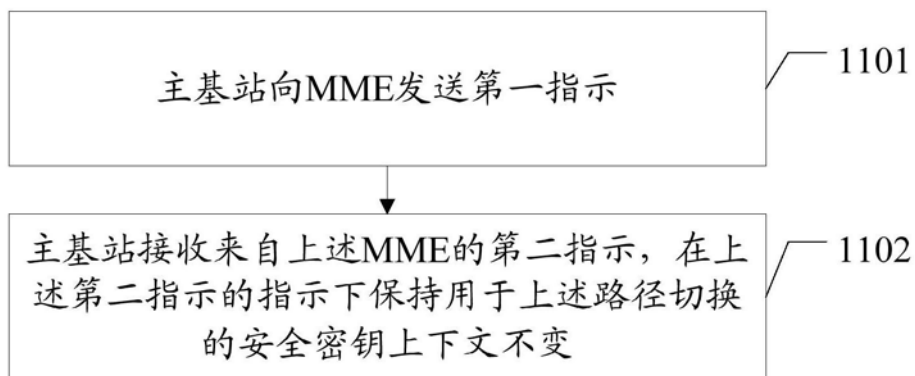 主基站向MME发送第一指示
1101
主基站接收来自上述MME的第二指示，在上
述第二指示的指示下保持用于上述路径切换
的安全密钥上下文不变
1102